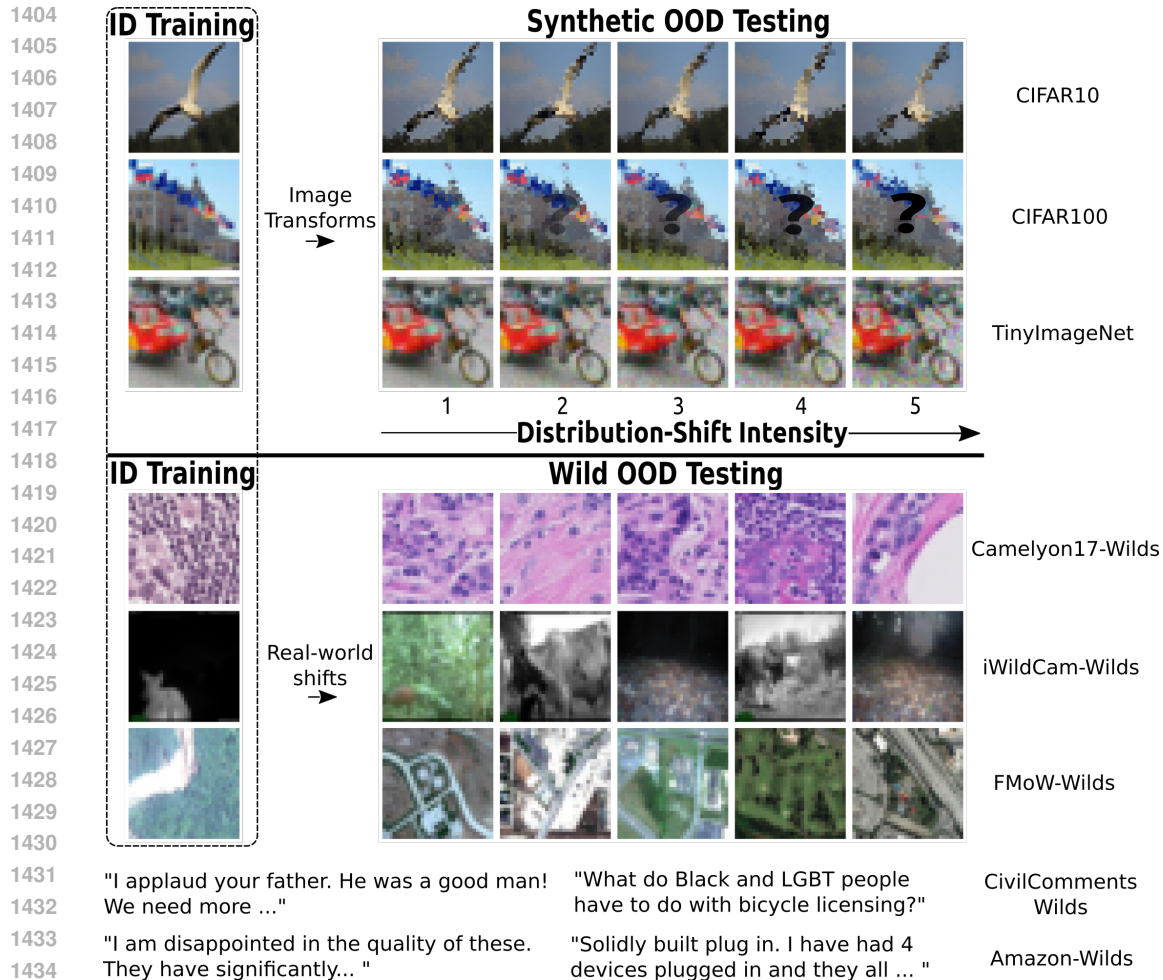 1404
ID Training
Synthetic OOD Testing
1405
1406
1407
CIFAR10
1408
1409
1410
Image
Transforms
? ? ? ?
CIFAR100
1411
1412
1413
1414
TinyImageNet
1415
1416
1 2 3 4 5
1417
Distribution-Shift Intensity
1418
ID Training
Wild OOD Testing
1419
1420
1421
Camelyon17-Wilds
1422
1423
1424
Real-world
shifts
iWildCam-Wilds
1425
1426
1427
1428
FMoW-Wilds
1429
1430
1431
"I applaud your father. He was a good man!
We need more ..."
"What do Black and LGBT people
have to do with bicycle licensing?"
CivilComments
Wilds
1432
1433
"I am disappointed in the quality of these.
They have significantly... "
"Solidly built plug in. I have had 4
devices plugged in and they all ... "
Amazon-Wilds
1434